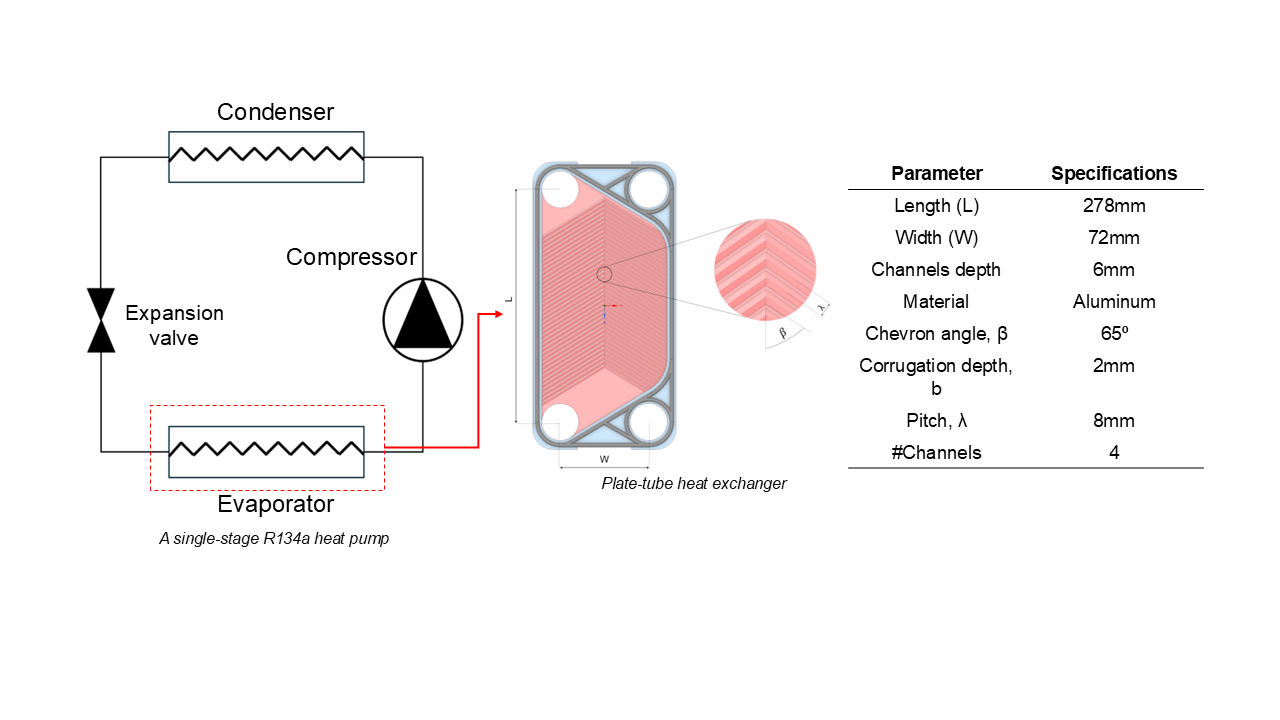 Condenser
Compressor
Expansion
valve
Evaporator
A single-stage R134a heat pump
L
W
β
λ
Plate-tube heat exchanger
Parameter Specifications
Length (L) 278mm
Width (W) 72mm
Channels depth 6mm
Material Aluminum
Chevron angle, β 65º
Corrugation depth, 2mm
b
Pitch, λ 8mm
#Channels 4